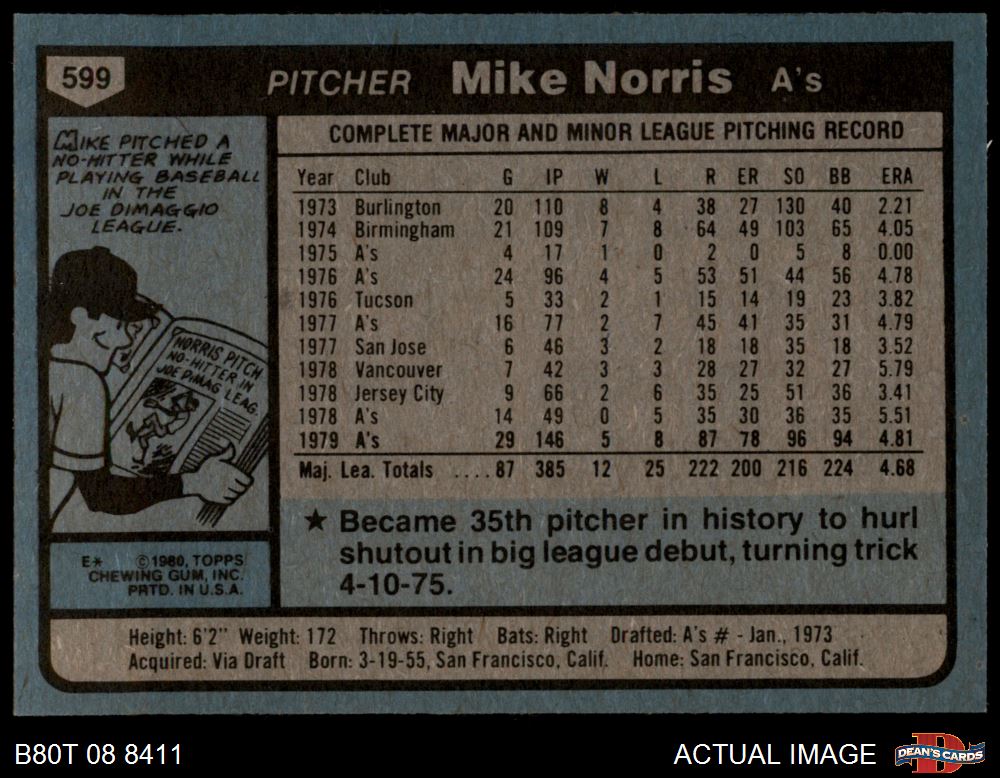 599
PITCHER Mike Norris A's
MIKE PITCHED A
NO-HITTER WHILE
PLAYING BASEBALL
IN THE
JOE DIMAGGIO
LEAGUE.
NORRIS PITCH
NO-HITTER IN
JOE DIMAG LEAG.
E* ©1980, TOPPS
CHEWING GUM, INC.
PRTD. IN U.S.A.
COMPLETE MAJOR AND MINOR LEAGUE PITCHING RECORD
Year Club G IP W L R ER SO BB ERA
1973 Burlington 20 110 8 4 38 27 130 40 2.21
1974 Birmingham 21 109 7 8 64 49 103 65 4.05
1975 A's 4 17 1 0 2 0 5 8 0.00
1976 A's 24 96 4 5 53 51 44 56 4.78
1976 Tucson 5 33 2 1 15 14 19 23 3.82
1977 A's 16 77 2 7 45 41 35 31 4.79
1977 San Jose 6 46 3 2 18 18 35 18 3.52
1978 Vancouver 7 42 3 3 28 27 32 27 5.79
1978 Jersey City 9 66 2 6 35 25 51 36 3.41
1978 A's 14 49 0 5 35 30 36 35 5.51
1979 A's 29 146 5 8 87 78 96 94 4.81
Maj. Lea. Totals ....87 385 12 25 222 200 216 224 4.68
★ Became 35th pitcher in history to hurl
shutout in big league debut, turning trick
4-10-75.
Height: 6'2" Weight: 172 Throws: Right Bats: Right Drafted: A's # - Jan., 1973
Acquired: Via Draft Born: 3-19-55, San Francisco, Calif. Home: San Francisco, Calif.
B80T 08 8411 ACTUAL IMAGE DEAN'S CARDS